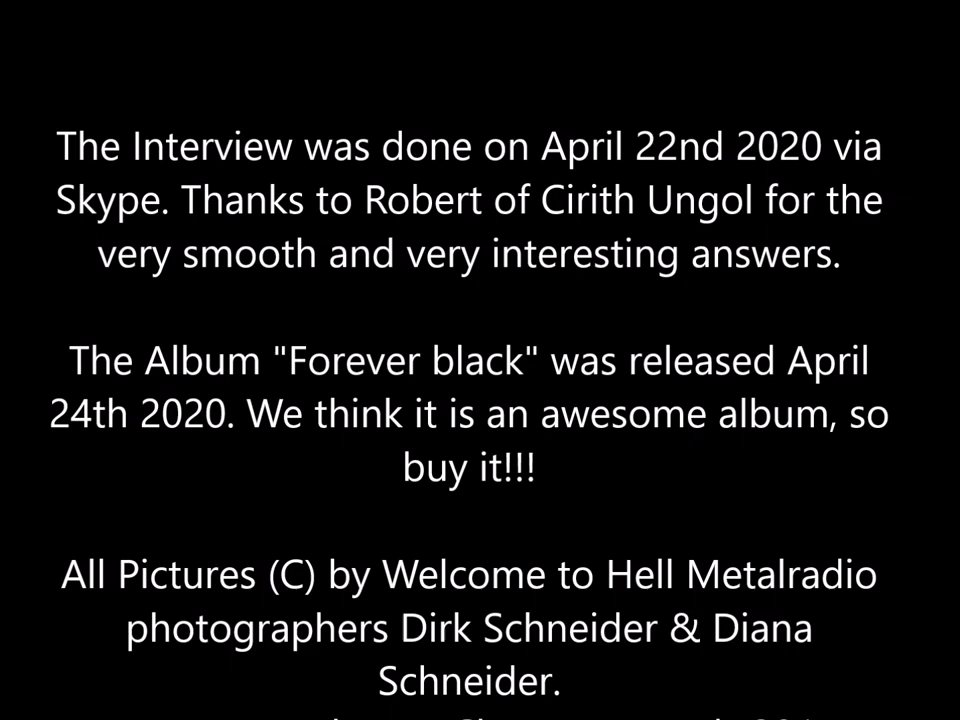 The Interview was done on April 22nd 2020 via
Skype. Thanks to Robert of Cirith Ungol for the
very smooth and very interesting answers.
The Album "Forever black" was released April
24th 2020. We think it is an awesome album, so
buy it!!!
All Pictures (C) by Welcome to Hell Metalradio
photographers Dirk Schneider & Diana
Schneider.